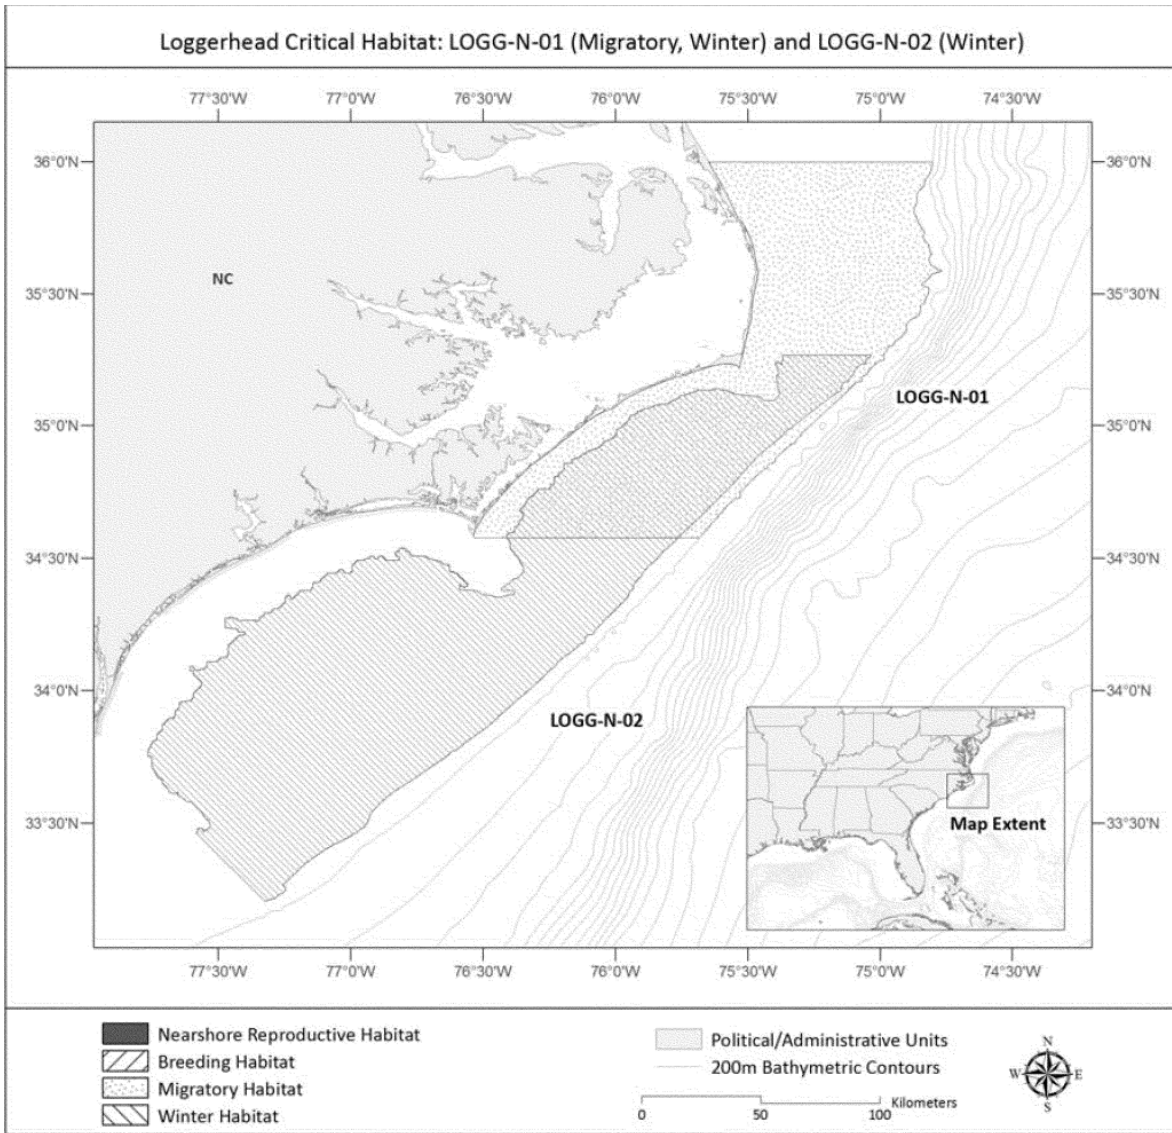 Loggerhead Critical Habitat: LOGG-N-01 (Migratory, Winter) and LOGG-N-02 (Winter)
77°30'W 77°0'W 76°30'W 76°0'W 75°30'W 75°0'W 74°30'W
36°0'N 36°0'N
NC
35°30'N 35°30'N
LOGG-N-01
35°0'N 35°0'N
34°30'N 34°30'N
34°0'N 34°0'N
LOGG-N-02
33°30'N 33°30'N
Map Extent
77°30'W 77°0'W 76°30'W 76°0'W 75°30'W 75°0'W 74°30'W
Nearshore Reproductive Habitat
Breeding Habitat
Migratory Habitat
Winter Habitat
Political/Administrative Units
200m Bathymetric Contours
Kilometers
0 50 100
N
W E
S